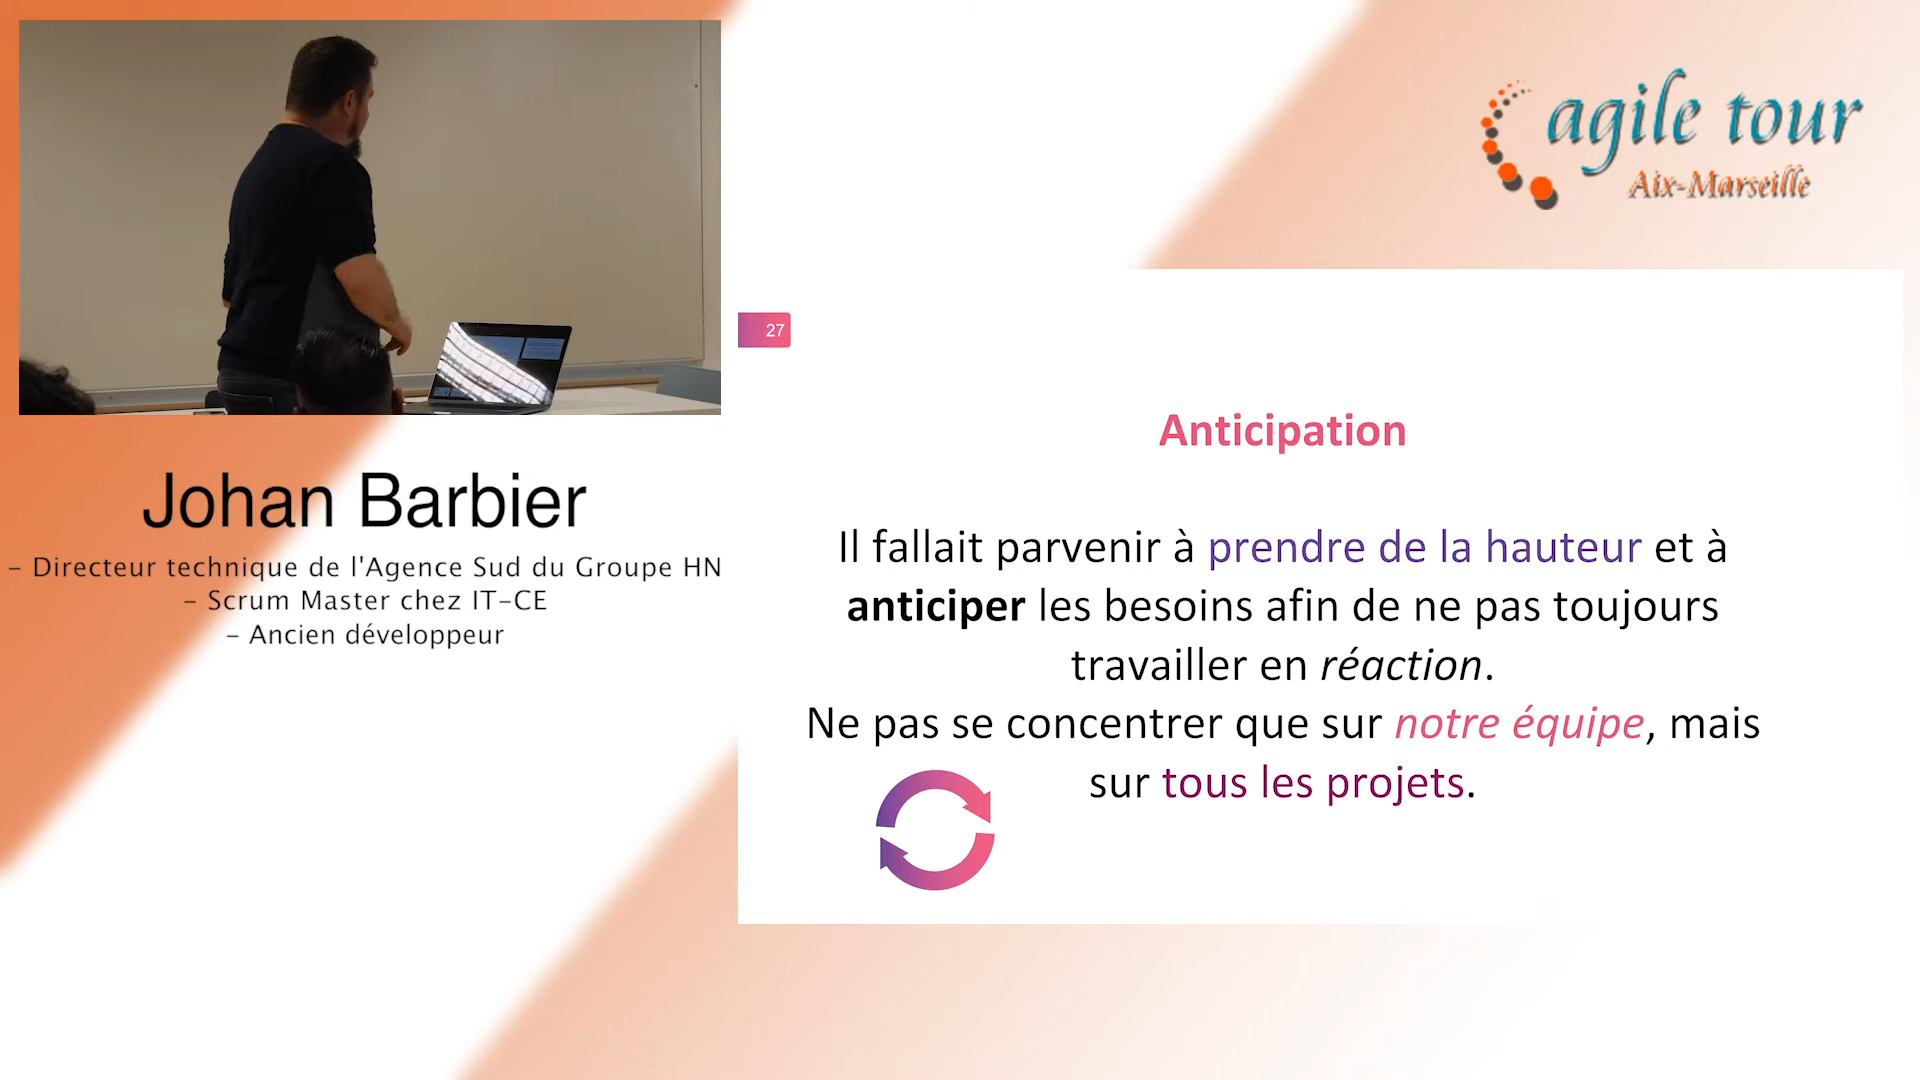 agile tour
Aix-Marseille
27
Anticipation
Il fallait parvenir à prendre de la hauteur et à
anticiper les besoins afin de ne pas toujours
travailler en réaction.
Ne pas se concentrer que sur notre équipe, mais
sur tous les projets.
Johan Barbier
- Directeur technique de l'Agence Sud du Groupe HN
- Scrum Master chez IT-CE
- Ancien développeur